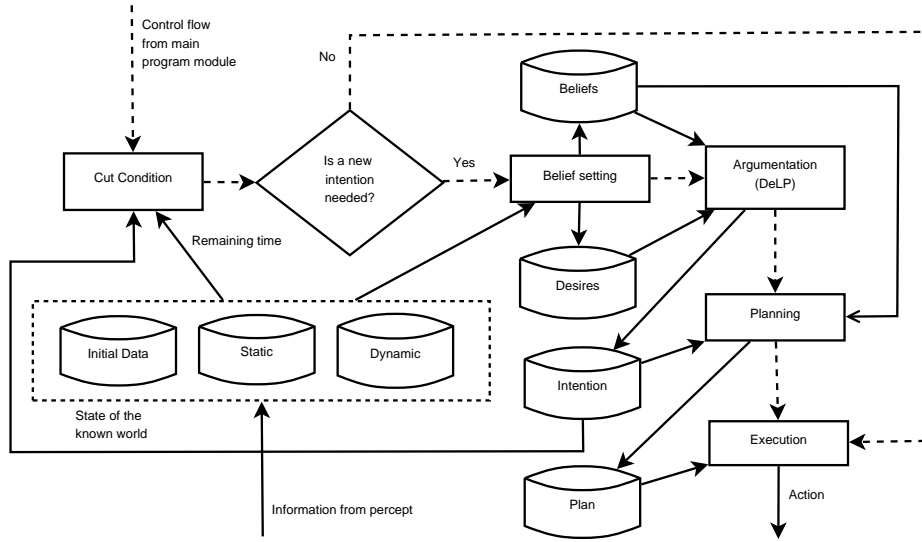 Control flow
from main
program module
No
Beliefs
Is a new
intention
needed?
Yes
Cut Condition
Belief setting
Argumentation
(DeLP)
Remaining time
Desires
Planning
Initial Data
Static
Dynamic
Intention
State of the
known world
Execution
Information from percept
Plan
Action